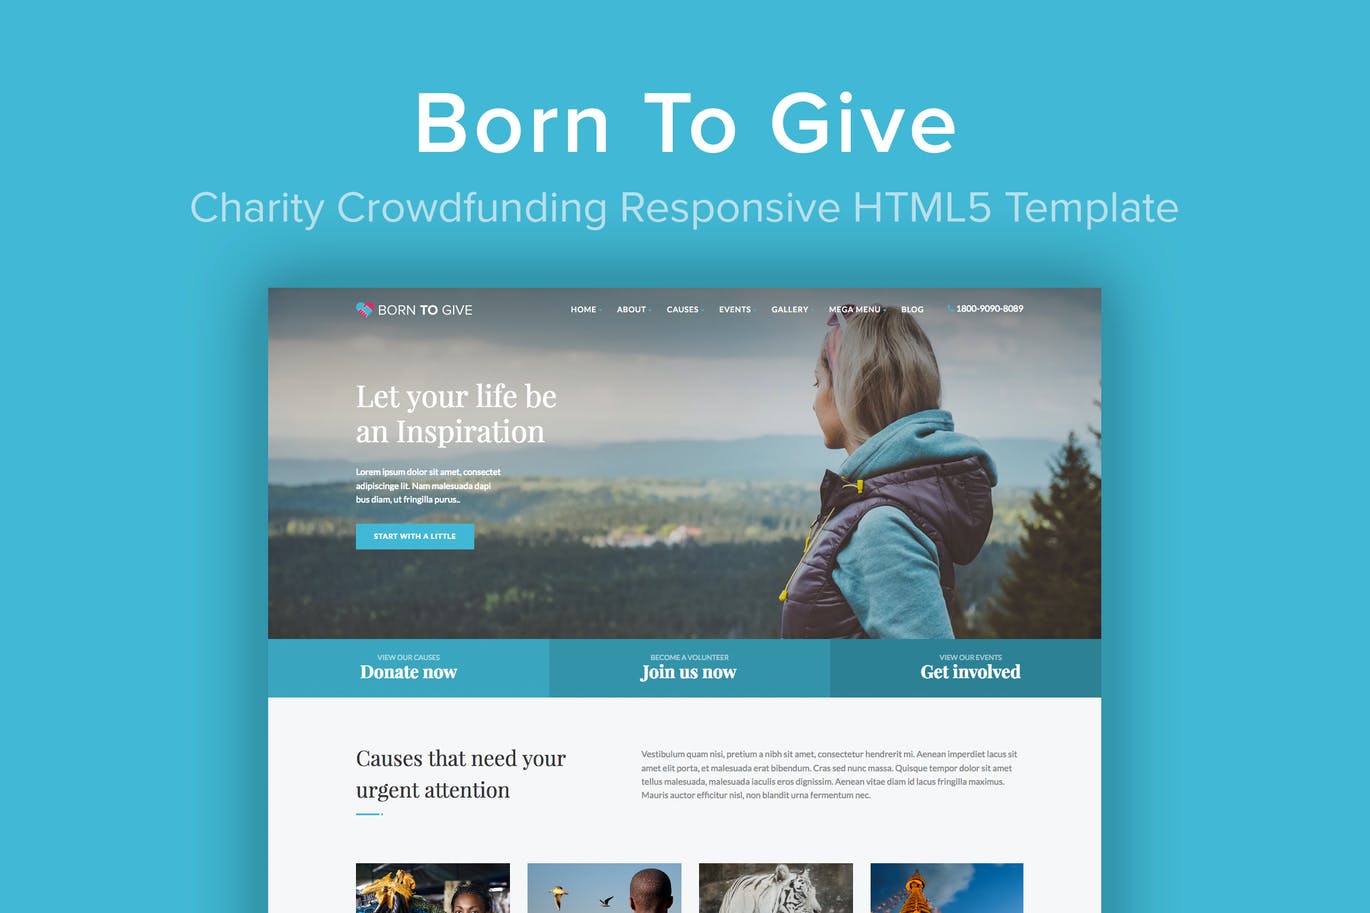 Born To Give
Charity Crowdfunding Responsive HTML5 Template
BORN TO GIVE
HOME ABOUT CAUSES EVENTS GALLERY MEGA MENU BLOG 1800-9090-8089
Let your life be
an Inspiration
Lorem ipsum dolor sit amet, consectet
adipiscinge lit. Nam malesuada dapi
bus diam, ut fringilla purus..
START WITH A LITTLE
VIEW OUR CAUSES
Donate now
BECOME A VOLUNTEER
Join us now
VIEW OUR EVENTS
Get involved
Causes that need your
urgent attention
Vestibulum quam nisi, pretium a nibh sit amet, consectetur hendrerit mi. Aenean imperdiet lacus sit
amet elit porta, et malesuada erat bibendum. Cras sed nunc massa. Quisque tempor dolor sit amet
tellus malesuada, malesuada iaculis eros dignissim. Aenean vitae diam id lacus fringilla maximus.
Mauris auctor efficitur nisl, non blandit urna fermentum nec.